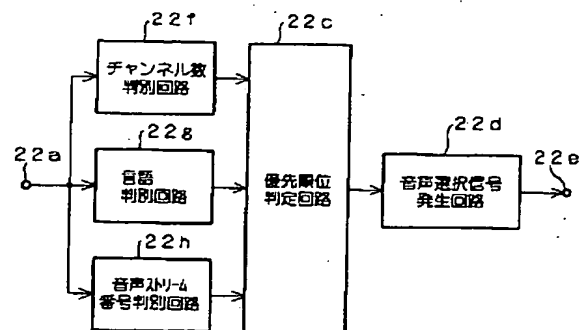 22f
チャンネル数
判別回路
22c
22g
22a
言語
判別回路
22h
音声ストリーム
番号判別回路
優先順位
判定回路
22d
音声選択信号
発生回路
22e